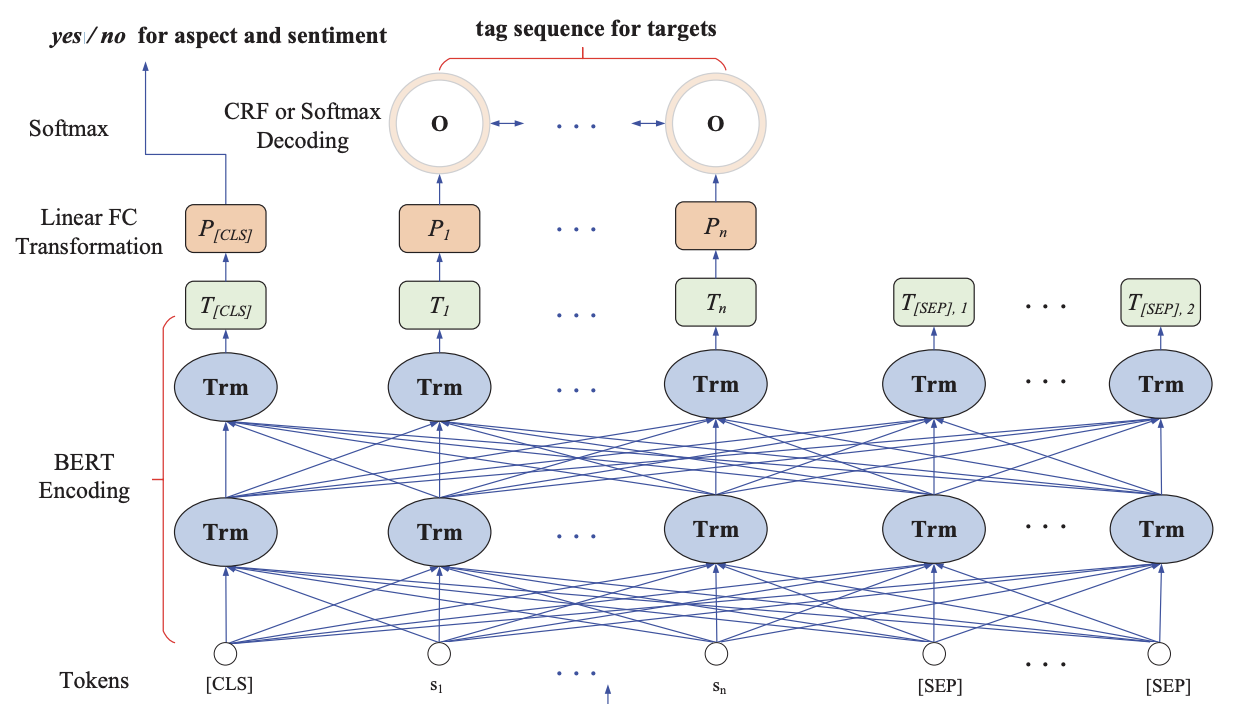 yes / no for aspect and sentiment
tag sequence for targets
Softmax
CRF or Softmax
Decoding
O
. . .
O
Linear FC
Transformation
P[CLS]
P1
. . .
Pn
T[CLS]
T1
. . .
Tn
T[SEP], 1
. . .
T[SEP], 2
Trm
Trm
. . .
Trm
Trm
. . .
Trm
BERT
Encoding
Trm
Trm
. . .
Trm
Trm
. . .
Trm
Tokens
[CLS]
s1
. . .
sn
[SEP]
. . .
[SEP]